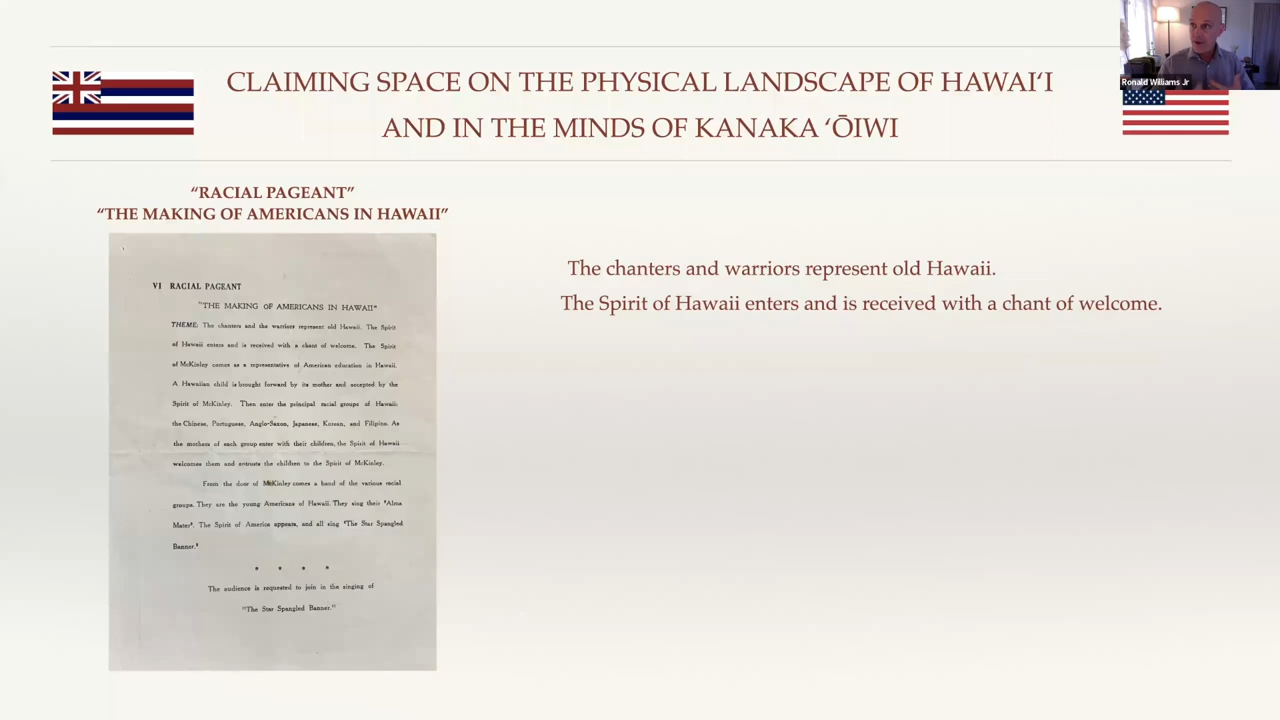 Ronald Williams Jr
CLAIMING SPACE ON THE PHYSICAL LANDSCAPE OF HAWAIʻI
AND IN THE MINDS OF KANAKA ʻŌIWI
“RACIAL PAGEANT”
“THE MAKING OF AMERICANS IN HAWAII”
VI RACIAL PAGEANT
"THE MAKING OF AMERICANS IN HAWAII"
THEME: The chanters and the warriors represent old Hawaii. The Spirit
of Hawaii enters and is received with a chant of welcome. The Spirit
of McKinley comes as a representative of American education in Hawaii.
A Hawaiian child is brought forward by its mother and accepted by the
Spirit of McKinley. Then enter the principal racial groups of Hawaii:
the Chinese, Portuguese, Anglo-Saxon, Japanese, Korean, and Filipino. As
the mothers of each group enter with their children, the Spirit of Hawaii
welcomes them and entrusts the children to the Spirit of McKinley.
From the door of McKinley comes a band of the various racial
groups. They are the young Americans of Hawaii. They sing their "Alma
Mater". The Spirit of America appears, and all sing "The Star Spangled
Banner."
* * * *
The audience is requested to join in the singing of
"The Star Spangled Banner."
The chanters and warriors represent old Hawaii.
The Spirit of Hawaii enters and is received with a chant of welcome.